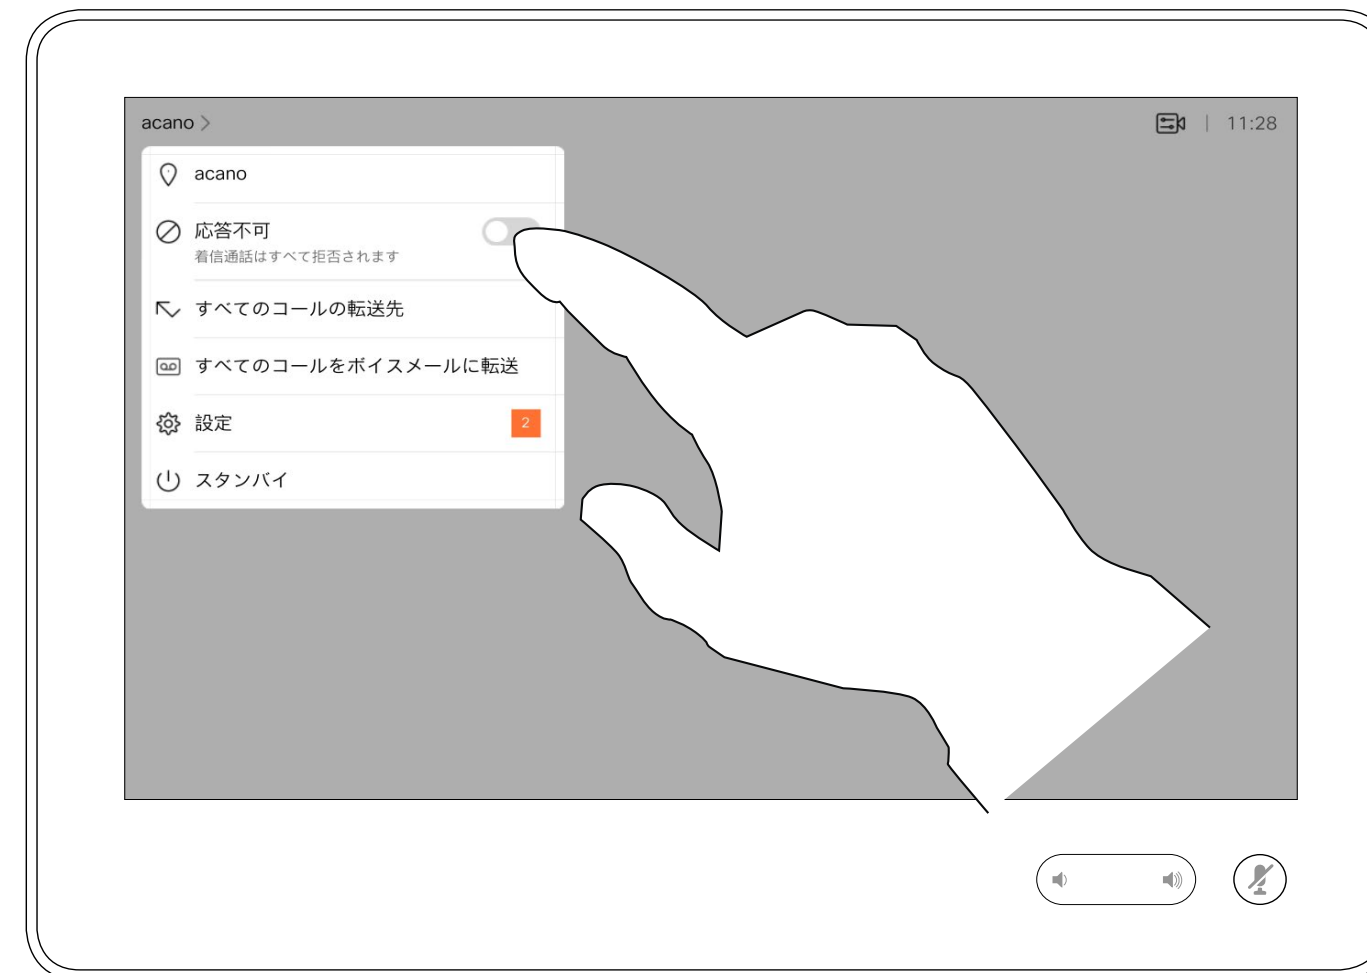 acano
11:28
acano
応答不可
着信通話はすべて拒否されます
すべてのコールの転送先
すべてのコールをボイスメールに転送
設定
2
スタンバイ